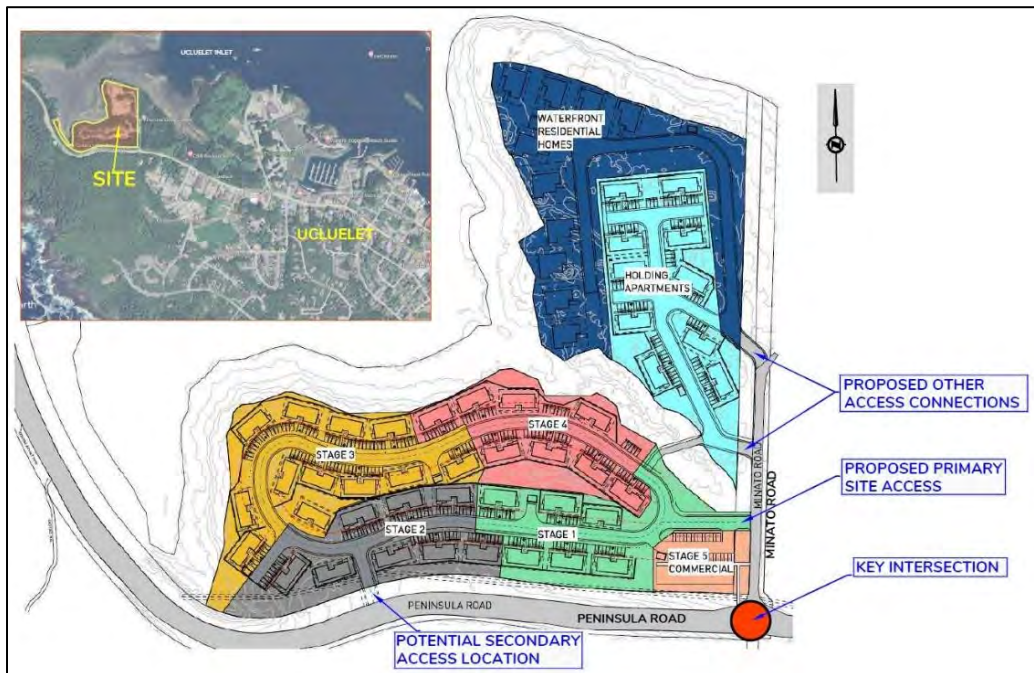 UCLUELET INLET
SITE
UCLUELET
WATERFRONT
RESIDENTIAL
HOMES
N
HOLDING
APARTMENTS
PROPOSED OTHER
ACCESS CONNECTIONS
STAGE 4
STAGE 3
MINATO ROAD
MINATO ROAD
PROPOSED PRIMARY
SITE ACCESS
STAGE 2
STAGE 1
STAGE 5
COMMERCIAL
KEY INTERSECTION
PENINSULA ROAD
PENINSULA ROAD
POTENTIAL SECONDARY
ACCESS LOCATION